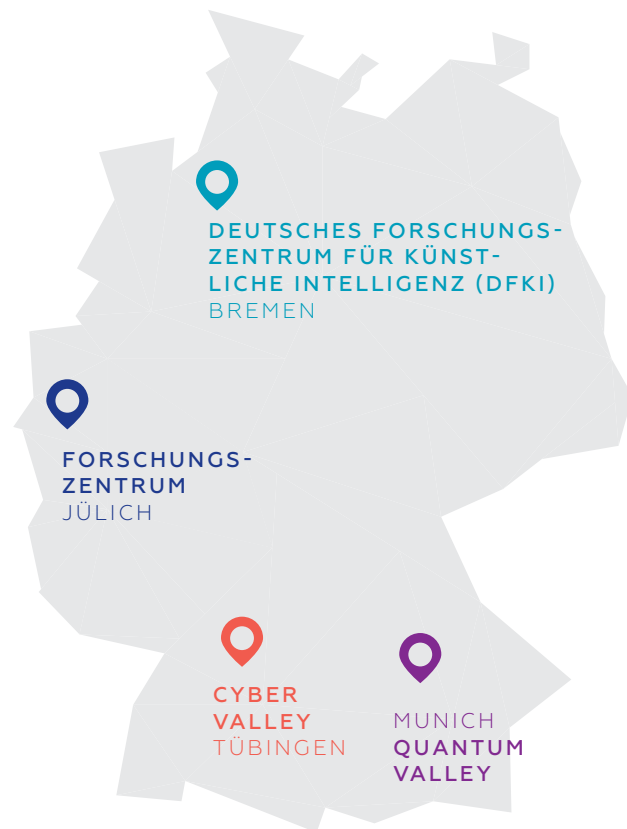 DEUTSCHES FORSCHUNGS-
ZENTRUM FÜR KÜNST-
LICHE INTELLIGENZ (DFKI)
BREMEN
FORSCHUNGS-
ZENTRUM
JÜLICH
CYBER
VALLEY
TÜBINGEN
MUNICH
QUANTUM
VALLEY